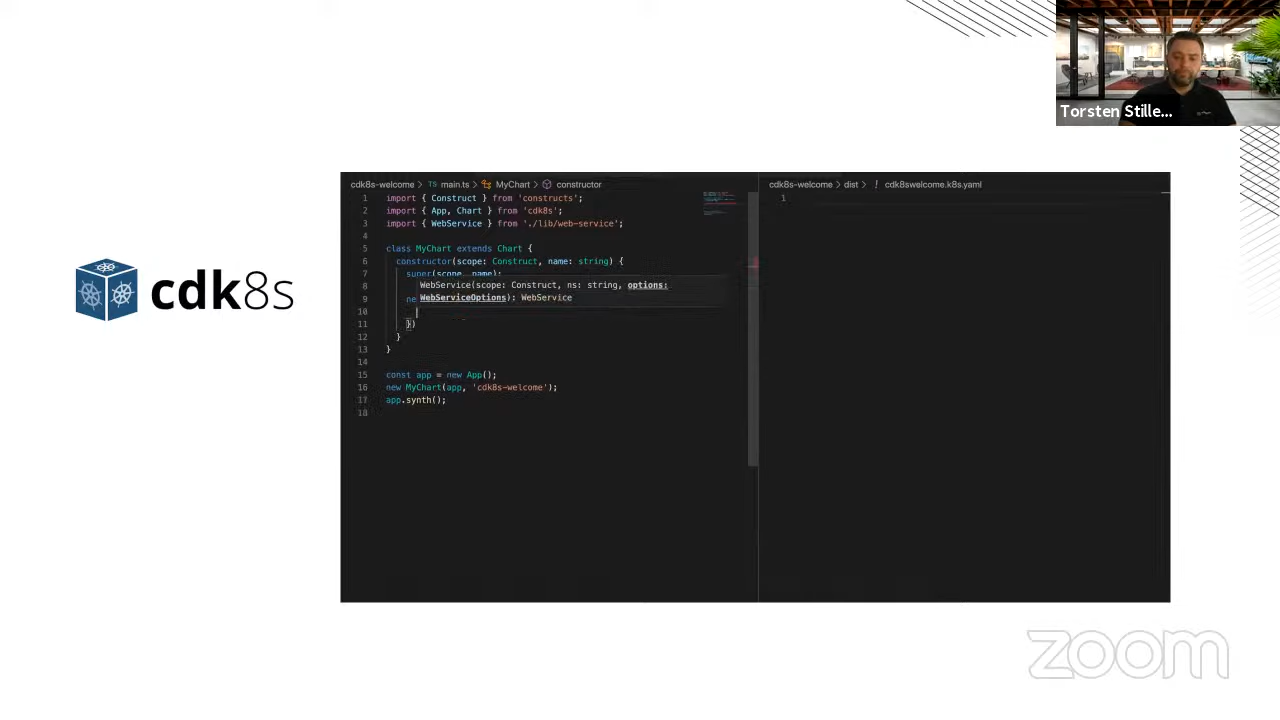 Torsten Stille...
cdk8s
cdk8s-welcome > TS main.ts > MyChart > constructor
1 import { Construct } from 'constructs';
2 import { App, Chart } from 'cdk8s';
3 import { WebService } from './lib/web-service';
4
5 class MyChart extends Chart {
6 constructor(scope: Construct, name: string) {
7 super(scope, name);
8 WebService(scope: Construct, ns: string, options:
9 ne WebServiceOptions): WebService
10
11 })
12 }
13 }
14
15 const app = new App();
16 new MyChart(app, 'cdk8s-welcome');
17 app.synth();
18
cdk8s-welcome > dist > ! cdk8swelcome.k8s.yaml
1
zoom